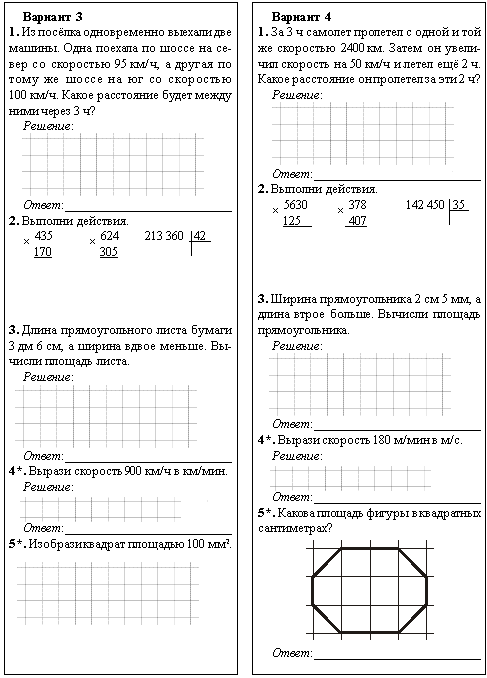 Вариант 3
1. Из посёлка одновременно выехали две
машины. Одна поехала по шоссе на се-
вер со скоростью 95 км/ч, а другая по
тому же шоссе на юг со скоростью
100 км/ч. Какое расстояние будет между
ними через 3 ч?
Решение:
Ответ:
2. Выполни действия.
× 435 × 624 213 360 42
170 305
3. Длина прямоугольного листа бумаги
3 дм 6 см, а ширина вдвое меньше. Вы-
числи площадь листа.
Решение:
Ответ:
4*. Вырази скорость 900 км/ч в км/мин.
Решение:
Ответ:
5*. Изобрази квадрат площадью 100 мм².
Вариант 4
1. За 3 ч самолет пролетел с одной и той
же скоростью 2400 км. Затем он увели-
чил скорость на 50 км/ч и летел ещё 2 ч.
Какое расстояние он пролетел за эти 2 ч?
Решение:
Ответ:
2. Выполни действия.
× 5630 × 378 142 450 35
125 407
3. Ширина прямоугольника 2 см 5 мм, а
длина втрое больше. Вычисли площадь
прямоугольника.
Решение:
Ответ:
4*. Вырази скорость 180 м/мин в м/с.
Решение:
Ответ:
5*. Какова площадь фигуры в квадратных
сантиметрах?
Ответ: